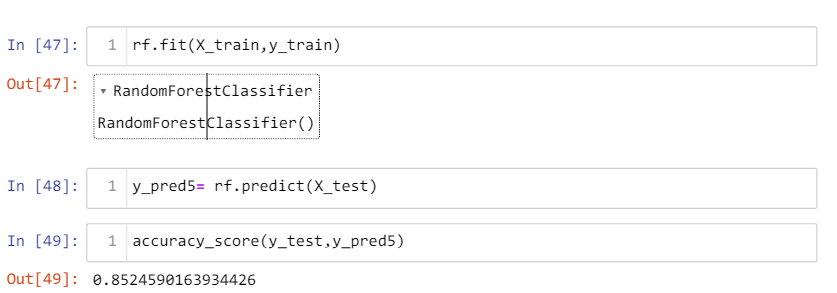 In [47]: 1 rf.fit(X_train,y_train)
Out[47]: ▾ RandomForestClassifier
RandomForestClassifier()
In [48]: 1 y_pred5= rf.predict(X_test)
In [49]: 1 accuracy_score(y_test,y_pred5)
Out[49]: 0.8524590163934426